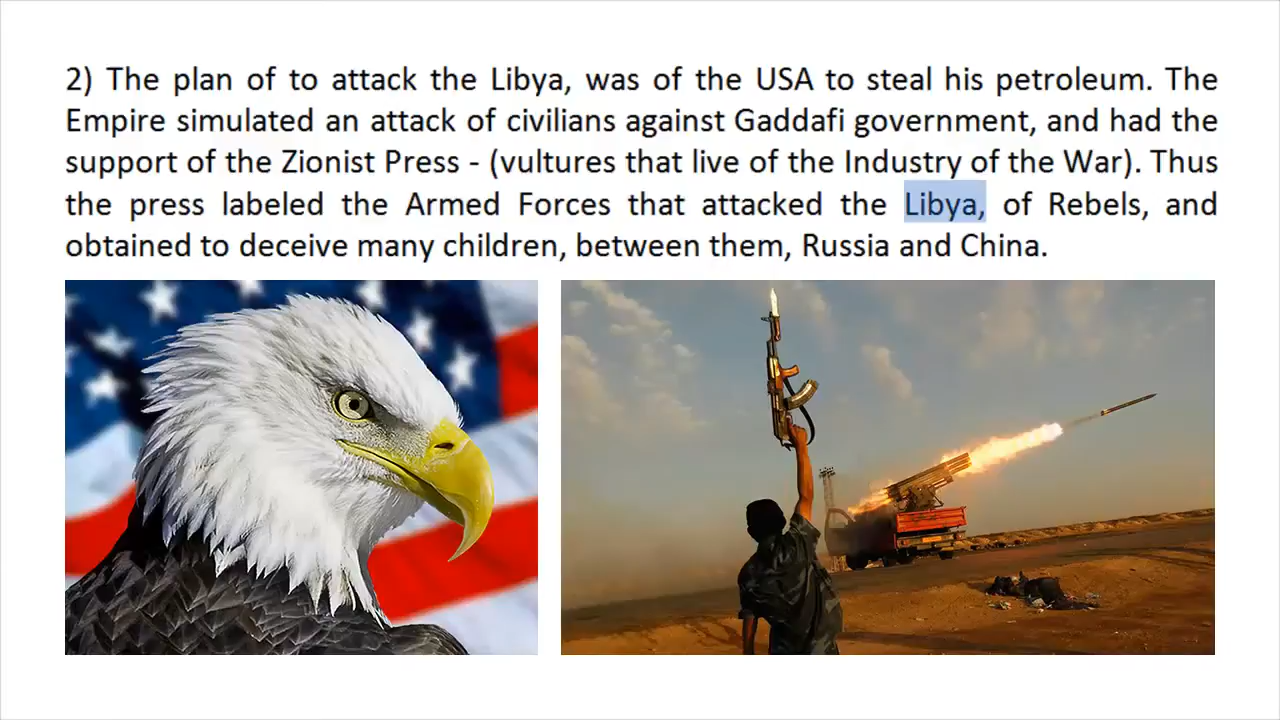 2) The plan of to attack the Libya, was of the USA to steal his petroleum. The
Empire simulated an attack of civilians against Gaddafi government, and had the
support of the Zionist Press - (vultures that live of the Industry of the War). Thus
the press labeled the Armed Forces that attacked the Libya, of Rebels, and
obtained to deceive many children, between them, Russia and China.